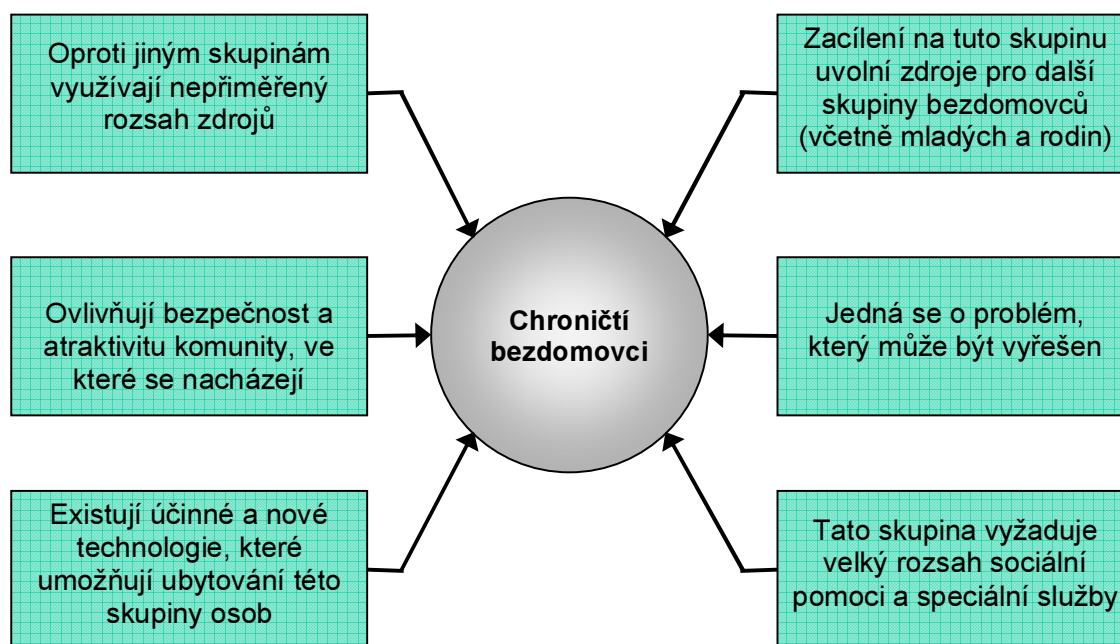 Oproti jiným skupinám
využívají nepřiměřený
rozsah zdrojů
Zacílení na tuto skupinu
uvolní zdroje pro další
skupiny bezdomovců
(včetně mladých a rodin)
Ovlivňují bezpečnost a
atraktivitu komunity, ve
které se nacházejí
Chroničtí
bezdomovci
Jedná se o problém,
který může být vyřešen
Existují účinné a nové
technologie, které
umožňují ubytování této
skupiny osob
Tato skupina vyžaduje
velký rozsah sociální
pomoci a speciální služby